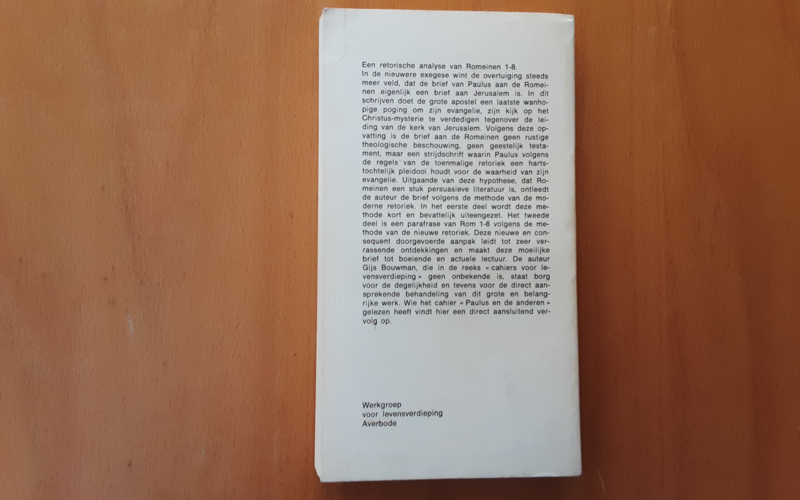 Een retorische analyse van Romeinen 1-8.
In de nieuwere exegese wint de overtuiging steeds
meer veld, dat de brief van Paulus aan de Romei-
nen eigenlijk een brief aan Jerusalem is. In dit
schrijven doet de grote apostel een laatste wanho-
pige poging om zijn evangelie, zijn kijk op het
Christus-mysterie te verdedigen tegenover de lei-
ding van de kerk van Jerusalem. Volgens deze op-
vatting is de brief aan de Romeinen geen rustige
theologische beschouwing, geen geestelijk testa-
ment, maar een strijdschrift waarin Paulus volgens
de regels van de toenmalige retoriek een harts-
tochtelijk pleidooi houdt voor de waarheid van zijn
evangelie. Uitgaande van deze hypothese, dat Ro-
meinen een stuk persuasieve literatuur is, ontleedt
de auteur de brief volgens de methode van de mo-
derne retoriek. In het eerste deel wordt deze me-
thode kort en bevattelijk uiteengezet. Het tweede
deel is een parafrase van Rom 1-8 volgens de me-
thode van de nieuwe retoriek. Deze nieuwe en con-
sequent doorgevoerde aanpak leidt tot zeer ver-
rassende ontdekkingen en maakt deze moeilijke
brief tot boeiende en actuele lectuur. De auteur
Gijs Bouwman, die in de reeks «cahiers voor le-
vensverdieping» geen onbekende is, staat borg
voor de degelijkheid en tevens voor de direct aan-
sprekende behandeling van dit grote en belang-
rijke werk. Wie het cahier «Paulus en de anderen»
gelezen heeft vindt hier een direct aansluitend ver-
volg op.
Werkgroep
voor levensverdieping
Averbode